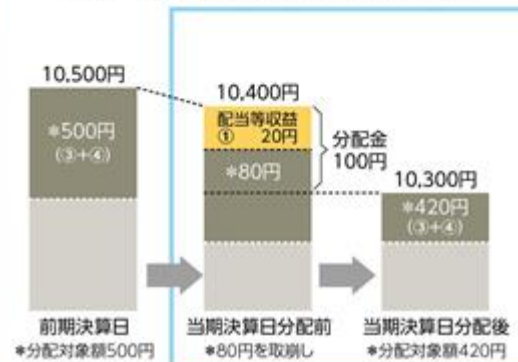 10,500円
*500円
(③+④)
10,400円
配当等収益
① 20円
*80円
分配金
100円
10,300円
*420円
(③+④)
前期決算日
*分配対象額500円
当期決算日分配前
*80円を取崩し
当期決算日分配後
*分配対象額420円